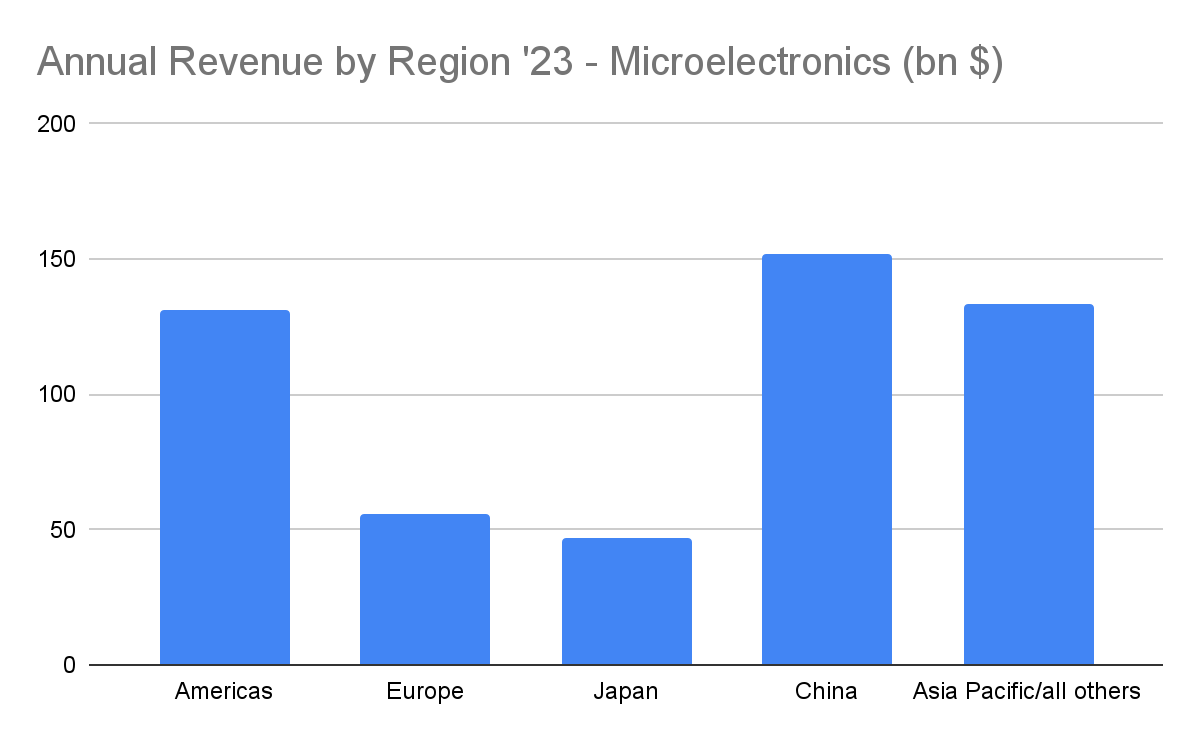 Annual Revenue by Region '23 - Microelectronics (bn $)
200
150
100
50
0
Americas Europe Japan China Asia Pacific/all others